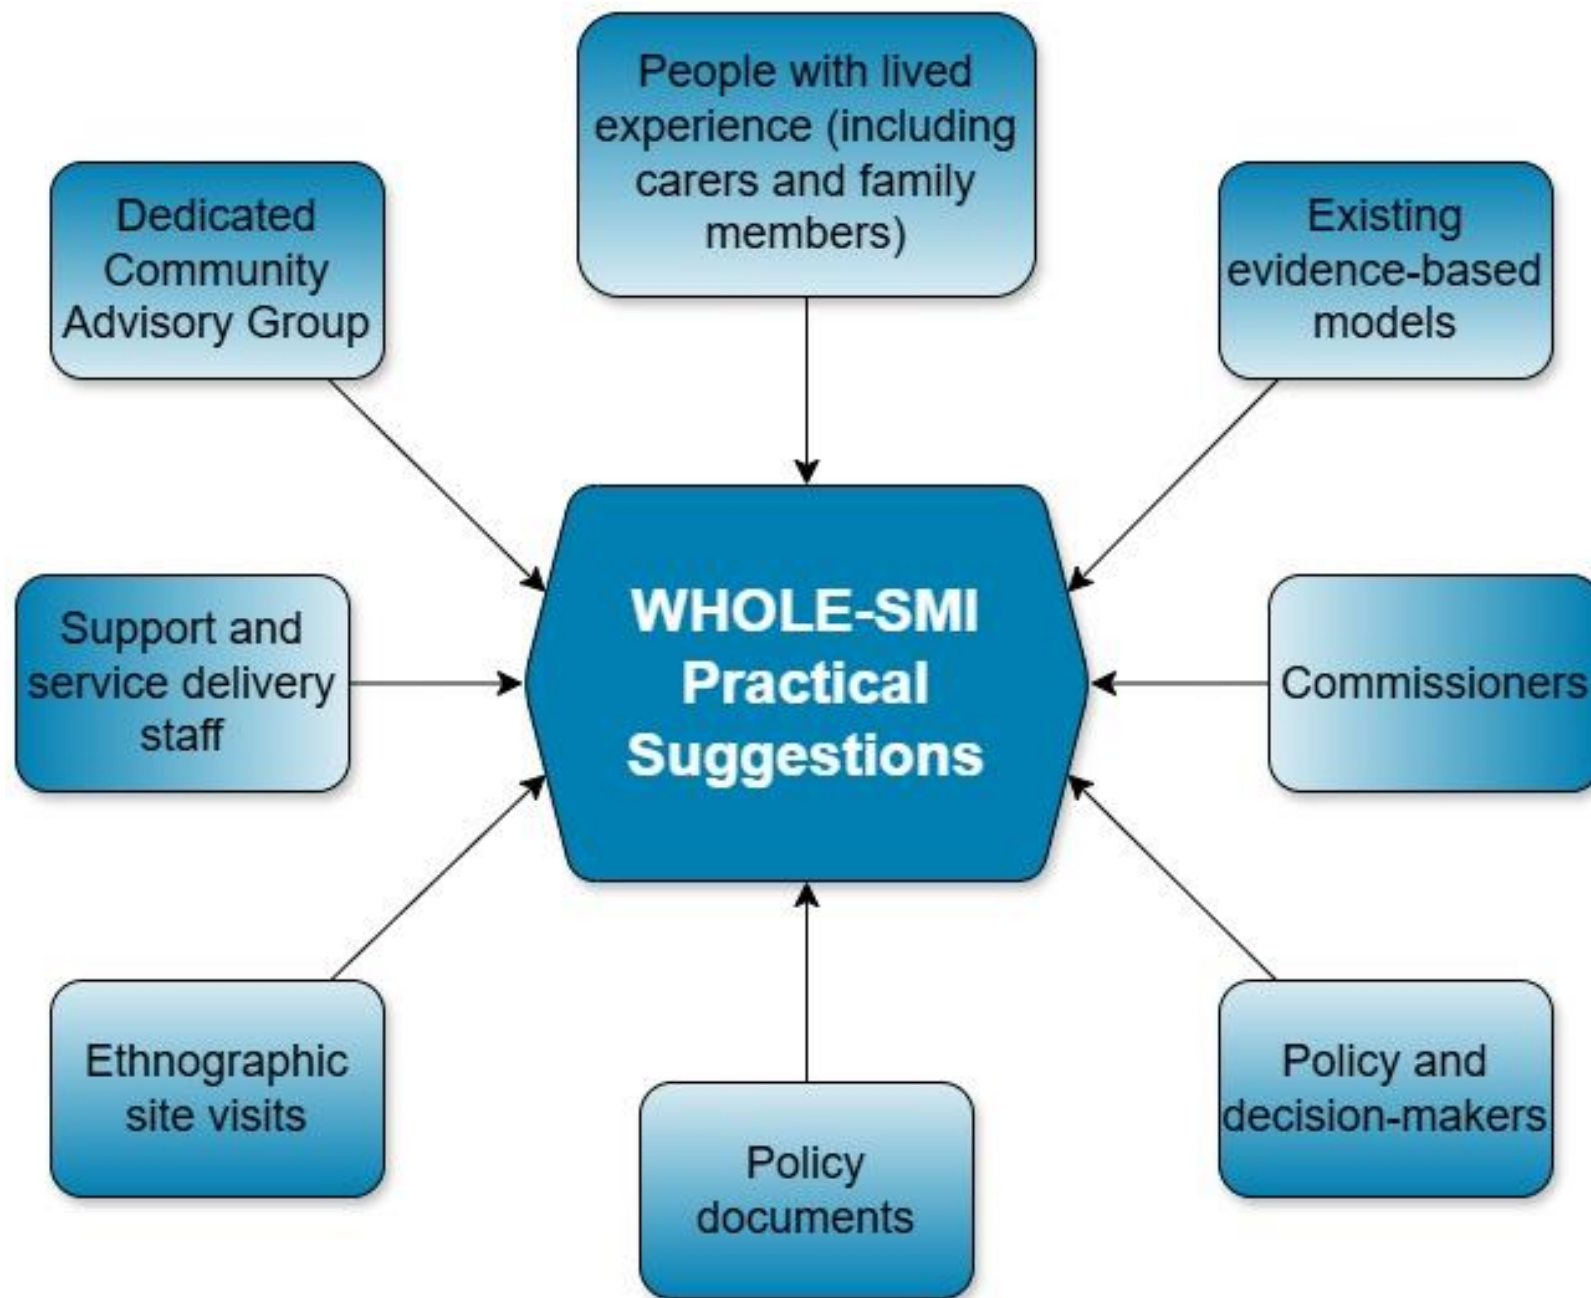 People with lived
experience (including
carers and family
members)
Dedicated
Community
Advisory Group
Existing
evidence-based
models
WHOLE-SMI
Practical
Suggestions
Support and
service delivery
staff
Commissioners
Ethnographic
site visits
Policy and
decision-makers
Policy
documents